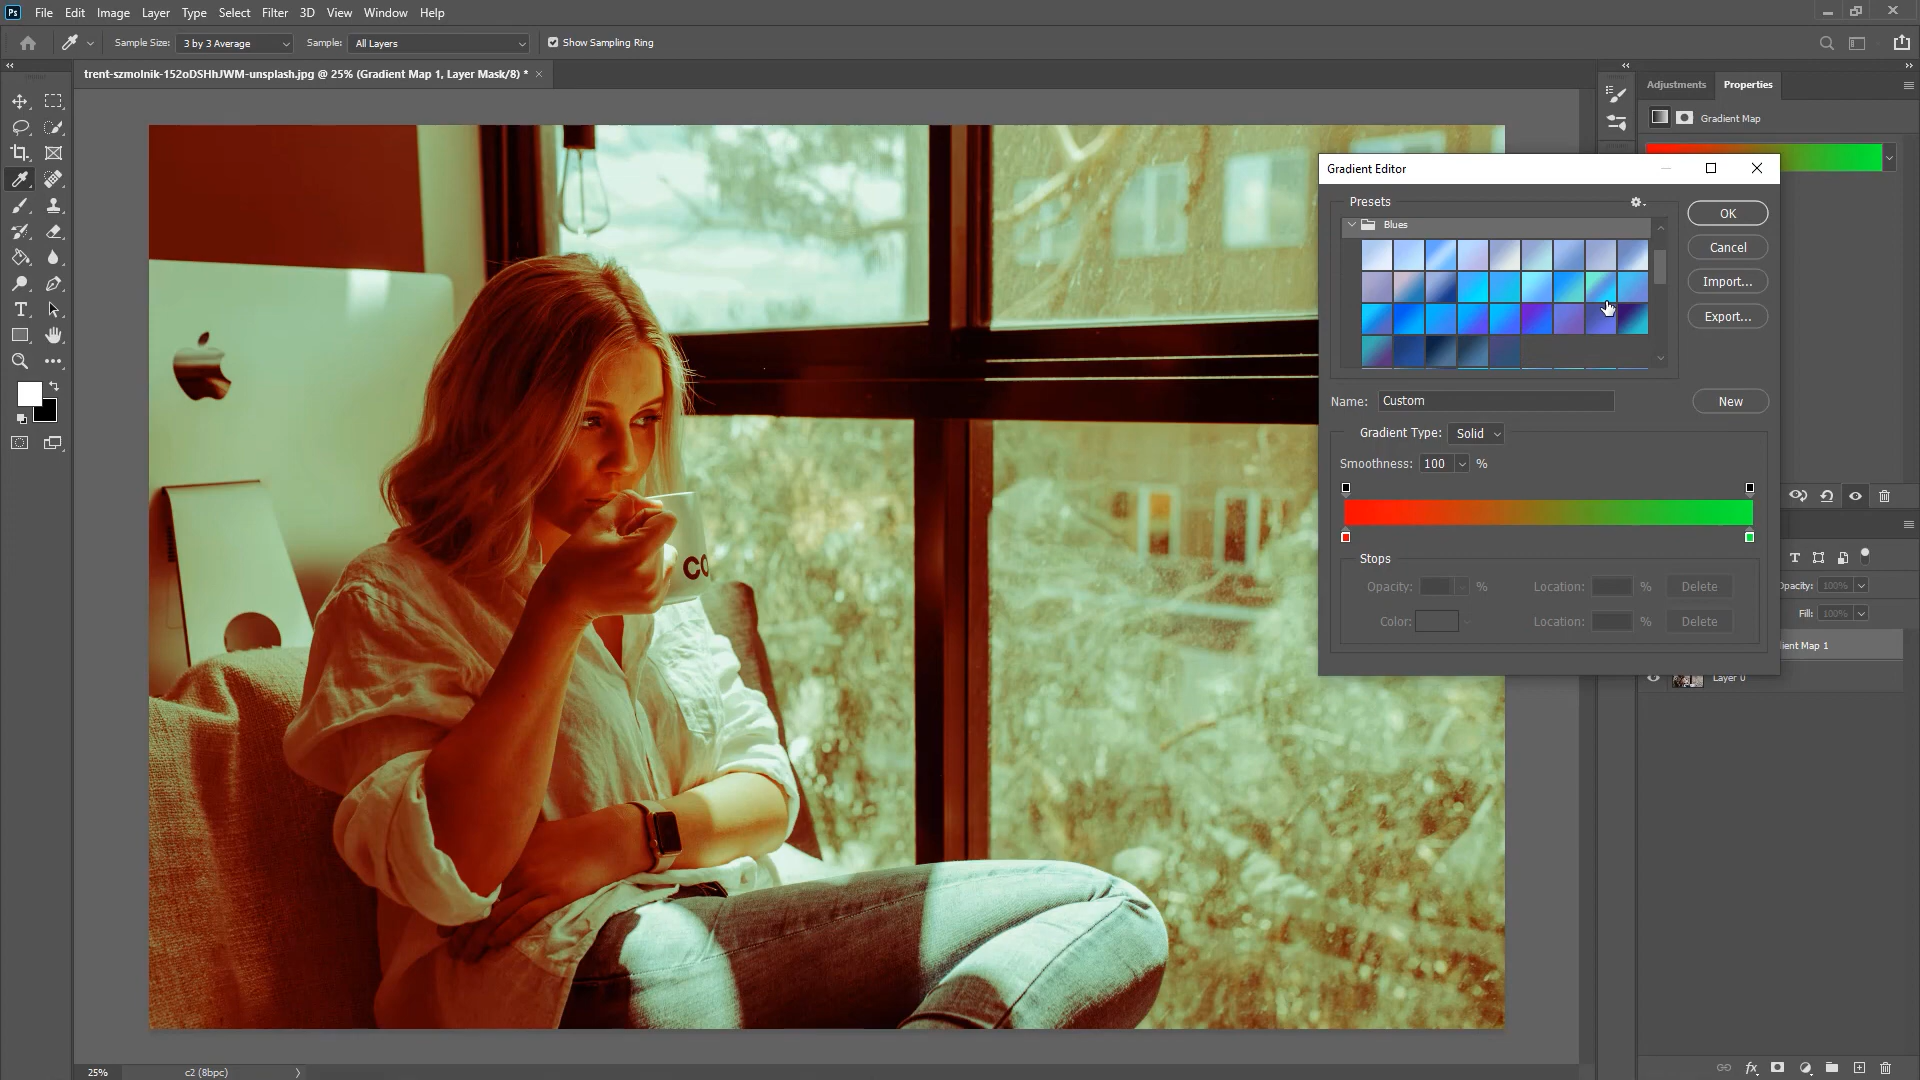 Ps File Edit Image Layer Type Select Filter 3D View Window Help
Sample Size: 3 by 3 Average Sample: All Layers Show Sampling Ring
trent-szmolnik-152oDSHhJWM-unsplash.jpg @ 25% (Gradient Map 1, Layer Mask/8) *
Adjustments Properties
Gradient Map
Gradient Editor
Presets
Blues
OK
Cancel
Import...
Export...
Name: Custom New
Gradient Type: Solid
Smoothness: 100 %
Stops
Opacity: % Location: % Delete
Color: Location: % Delete
Opacity: 100%
Fill: 100%
dient Map 1
Layer 0
CO
25% c2 (8bpc)
fx